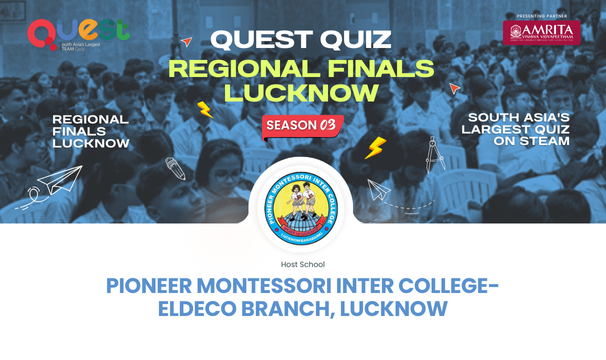 Quest
South Asia's Largest
STEAM Quiz
PRESENTING PARTNER
AMRITA
VISHWA VIDYAPEETHAM
QUEST QUIZ
REGIONAL FINALS
LUCKNOW
SEASON 03
REGIONAL
FINALS
LUCKNOW
SOUTH ASIA'S
LARGEST QUIZ
ON STEAM
PIONEER MONTESSORI INTER COLLEGE
Host School
PIONEER MONTESSORI INTER COLLEGE-
ELDECO BRANCH, LUCKNOW